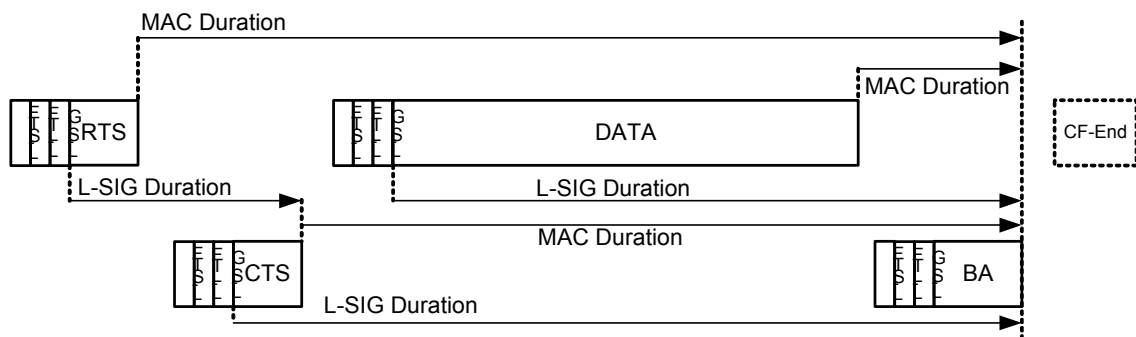 MAC Duration
MAC Duration
RTS
DATA
CF-End
L-SIG Duration
L-SIG Duration
MAC Duration
CTS
BA
L-SIG Duration